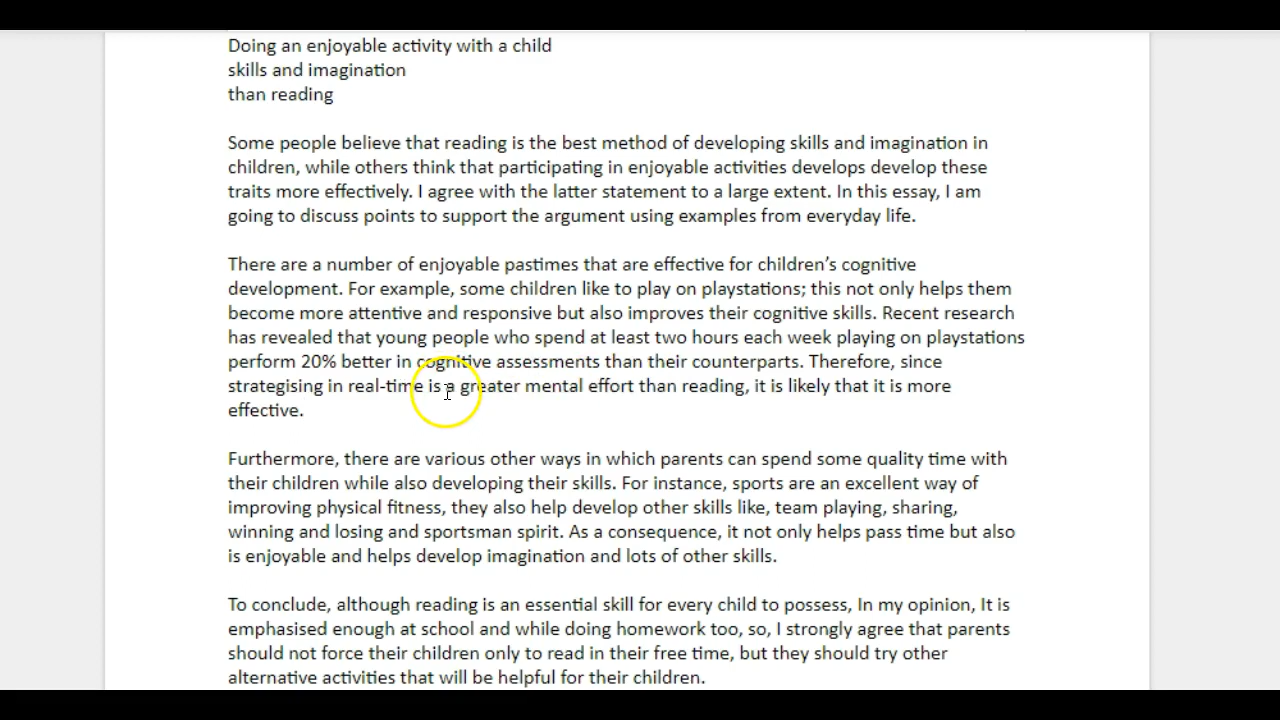 Doing an enjoyable activity with a child
skills and imagination
than reading
Some people believe that reading is the best method of developing skills and imagination in
children, while others think that participating in enjoyable activities develops develop these
traits more effectively. I agree with the latter statement to a large extent. In this essay, I am
going to discuss points to support the argument using examples from everyday life.
There are a number of enjoyable pastimes that are effective for children’s cognitive
development. For example, some children like to play on playstations; this not only helps them
become more attentive and responsive but also improves their cognitive skills. Recent research
has revealed that young people who spend at least two hours each week playing on playstations
perform 20% better in cognitive assessments than their counterparts. Therefore, since
strategising in real-time is a greater mental effort than reading, it is likely that it is more
effective.
Furthermore, there are various other ways in which parents can spend some quality time with
their children while also developing their skills. For instance, sports are an excellent way of
improving physical fitness, they also help develop other skills like, team playing, sharing,
winning and losing and sportsman spirit. As a consequence, it not only helps pass time but also
is enjoyable and helps develop imagination and lots of other skills.
To conclude, although reading is an essential skill for every child to possess, In my opinion, It is
emphasised enough at school and while doing homework too, so, I strongly agree that parents
should not force their children only to read in their free time, but they should try other
alternative activities that will be helpful for their children.